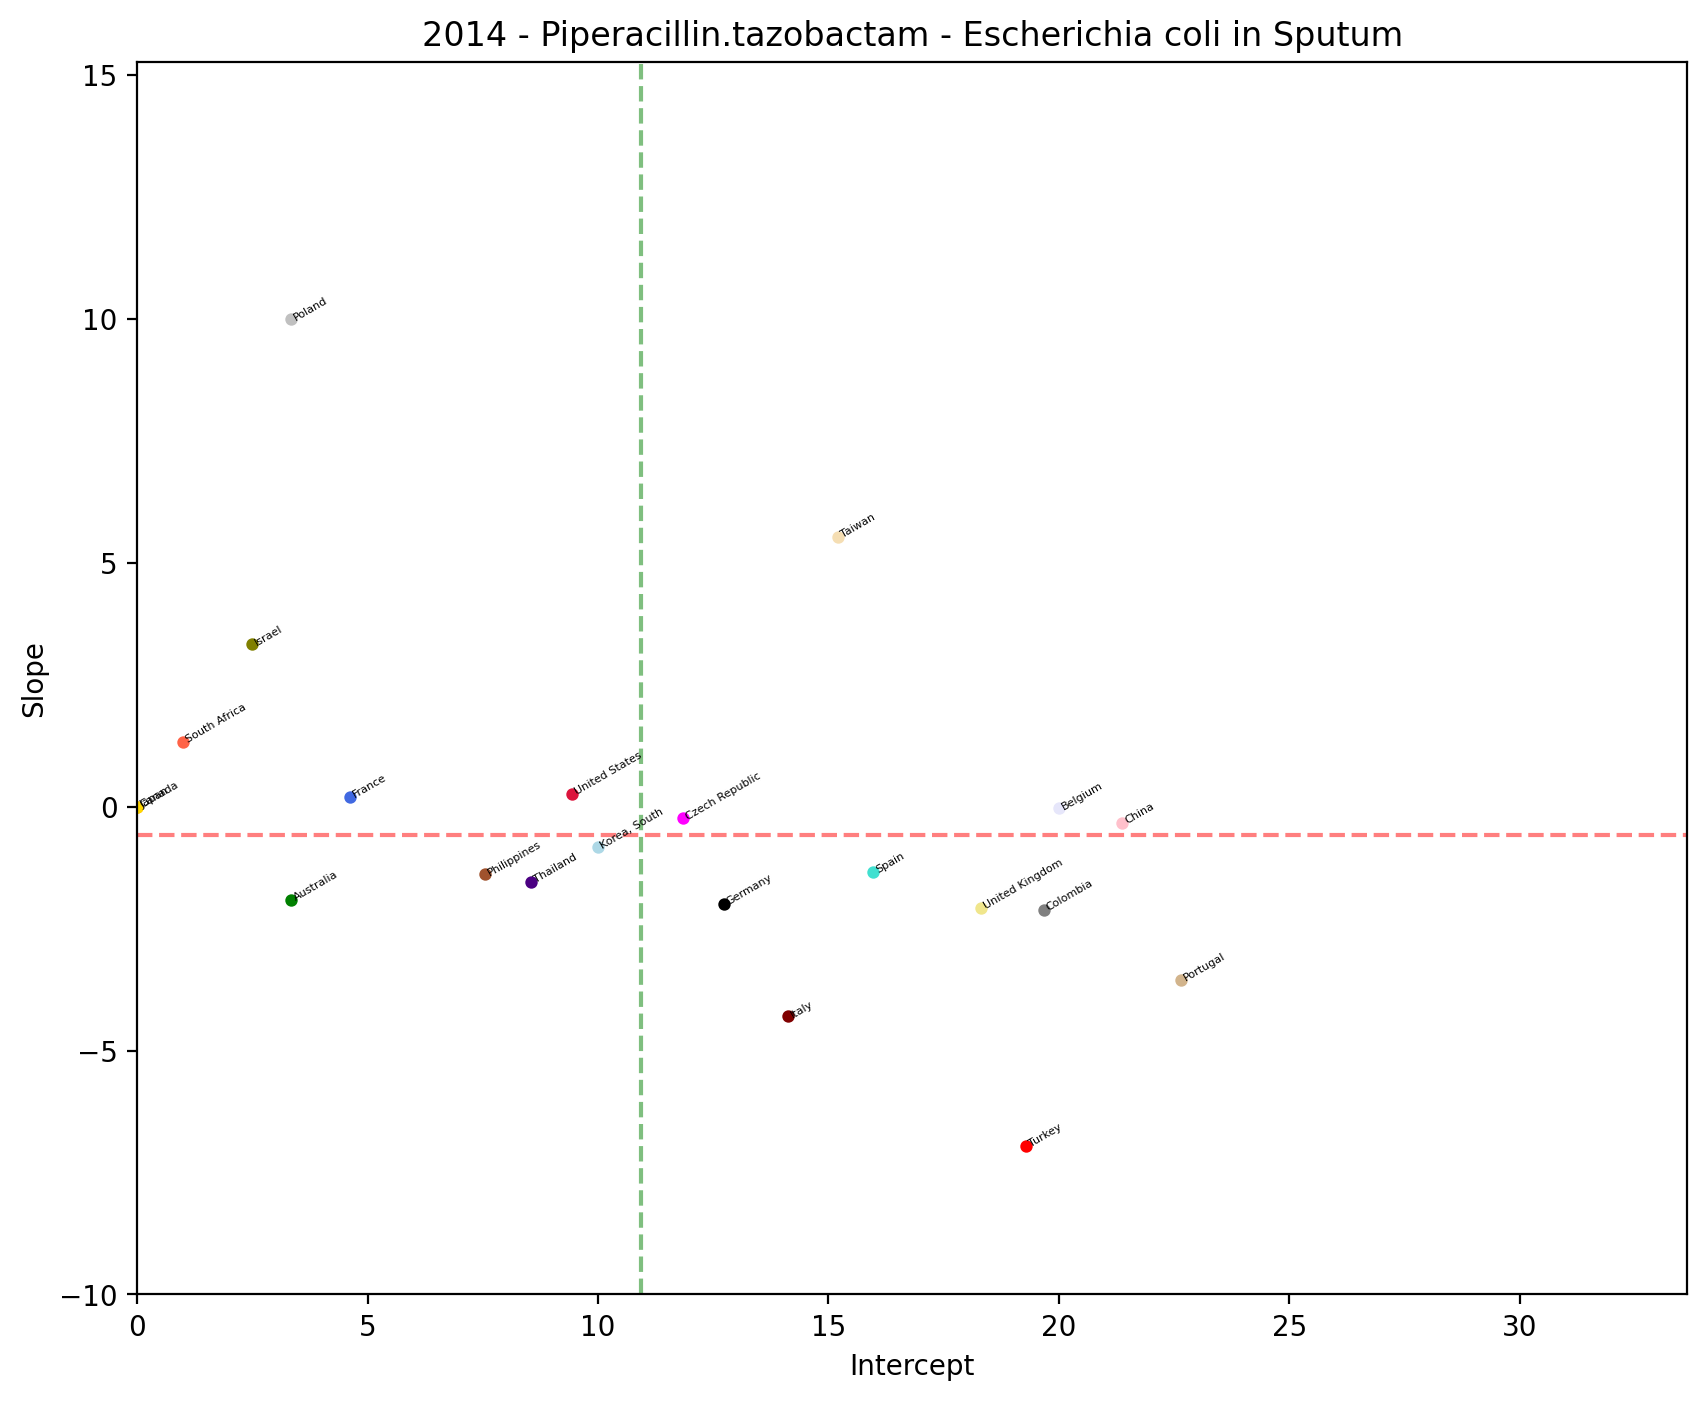 2014 - Piperacillin.tazobactam - Escherichia coli in Sputum
15
Poland
10
Taiwan
5
Israel
South Africa
Canada
0
France
United States
Czech Republic
Belgium
China
Korea, South
Philippines
Thailand
Spain
Australia
Germany
United Kingdom
Colombia
Portugal
Italy
−5
Turkey
−10
Slope
0
5
10
15
20
25
30
Intercept